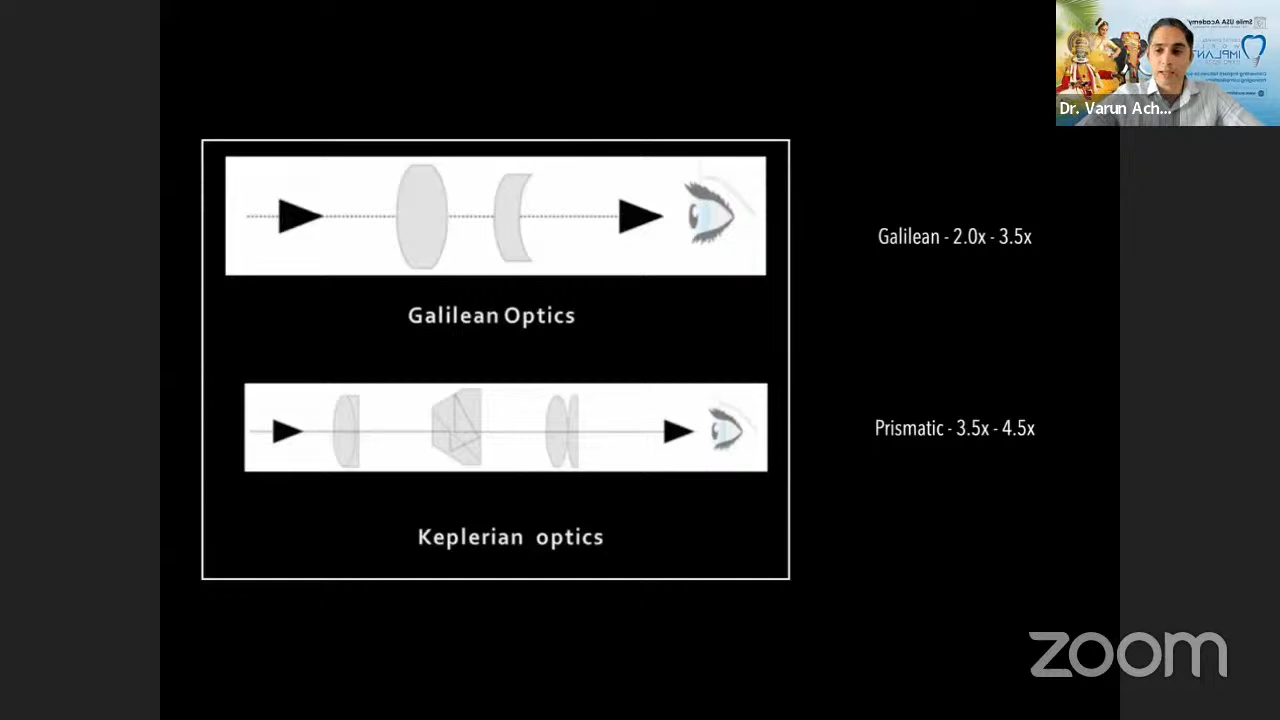 Smile USA Academy
IMPLANT
Dr. Varun Ach...
Galilean - 2.0x - 3.5x
Galilean Optics
Prismatic - 3.5x - 4.5x
Keplerian optics
zoom